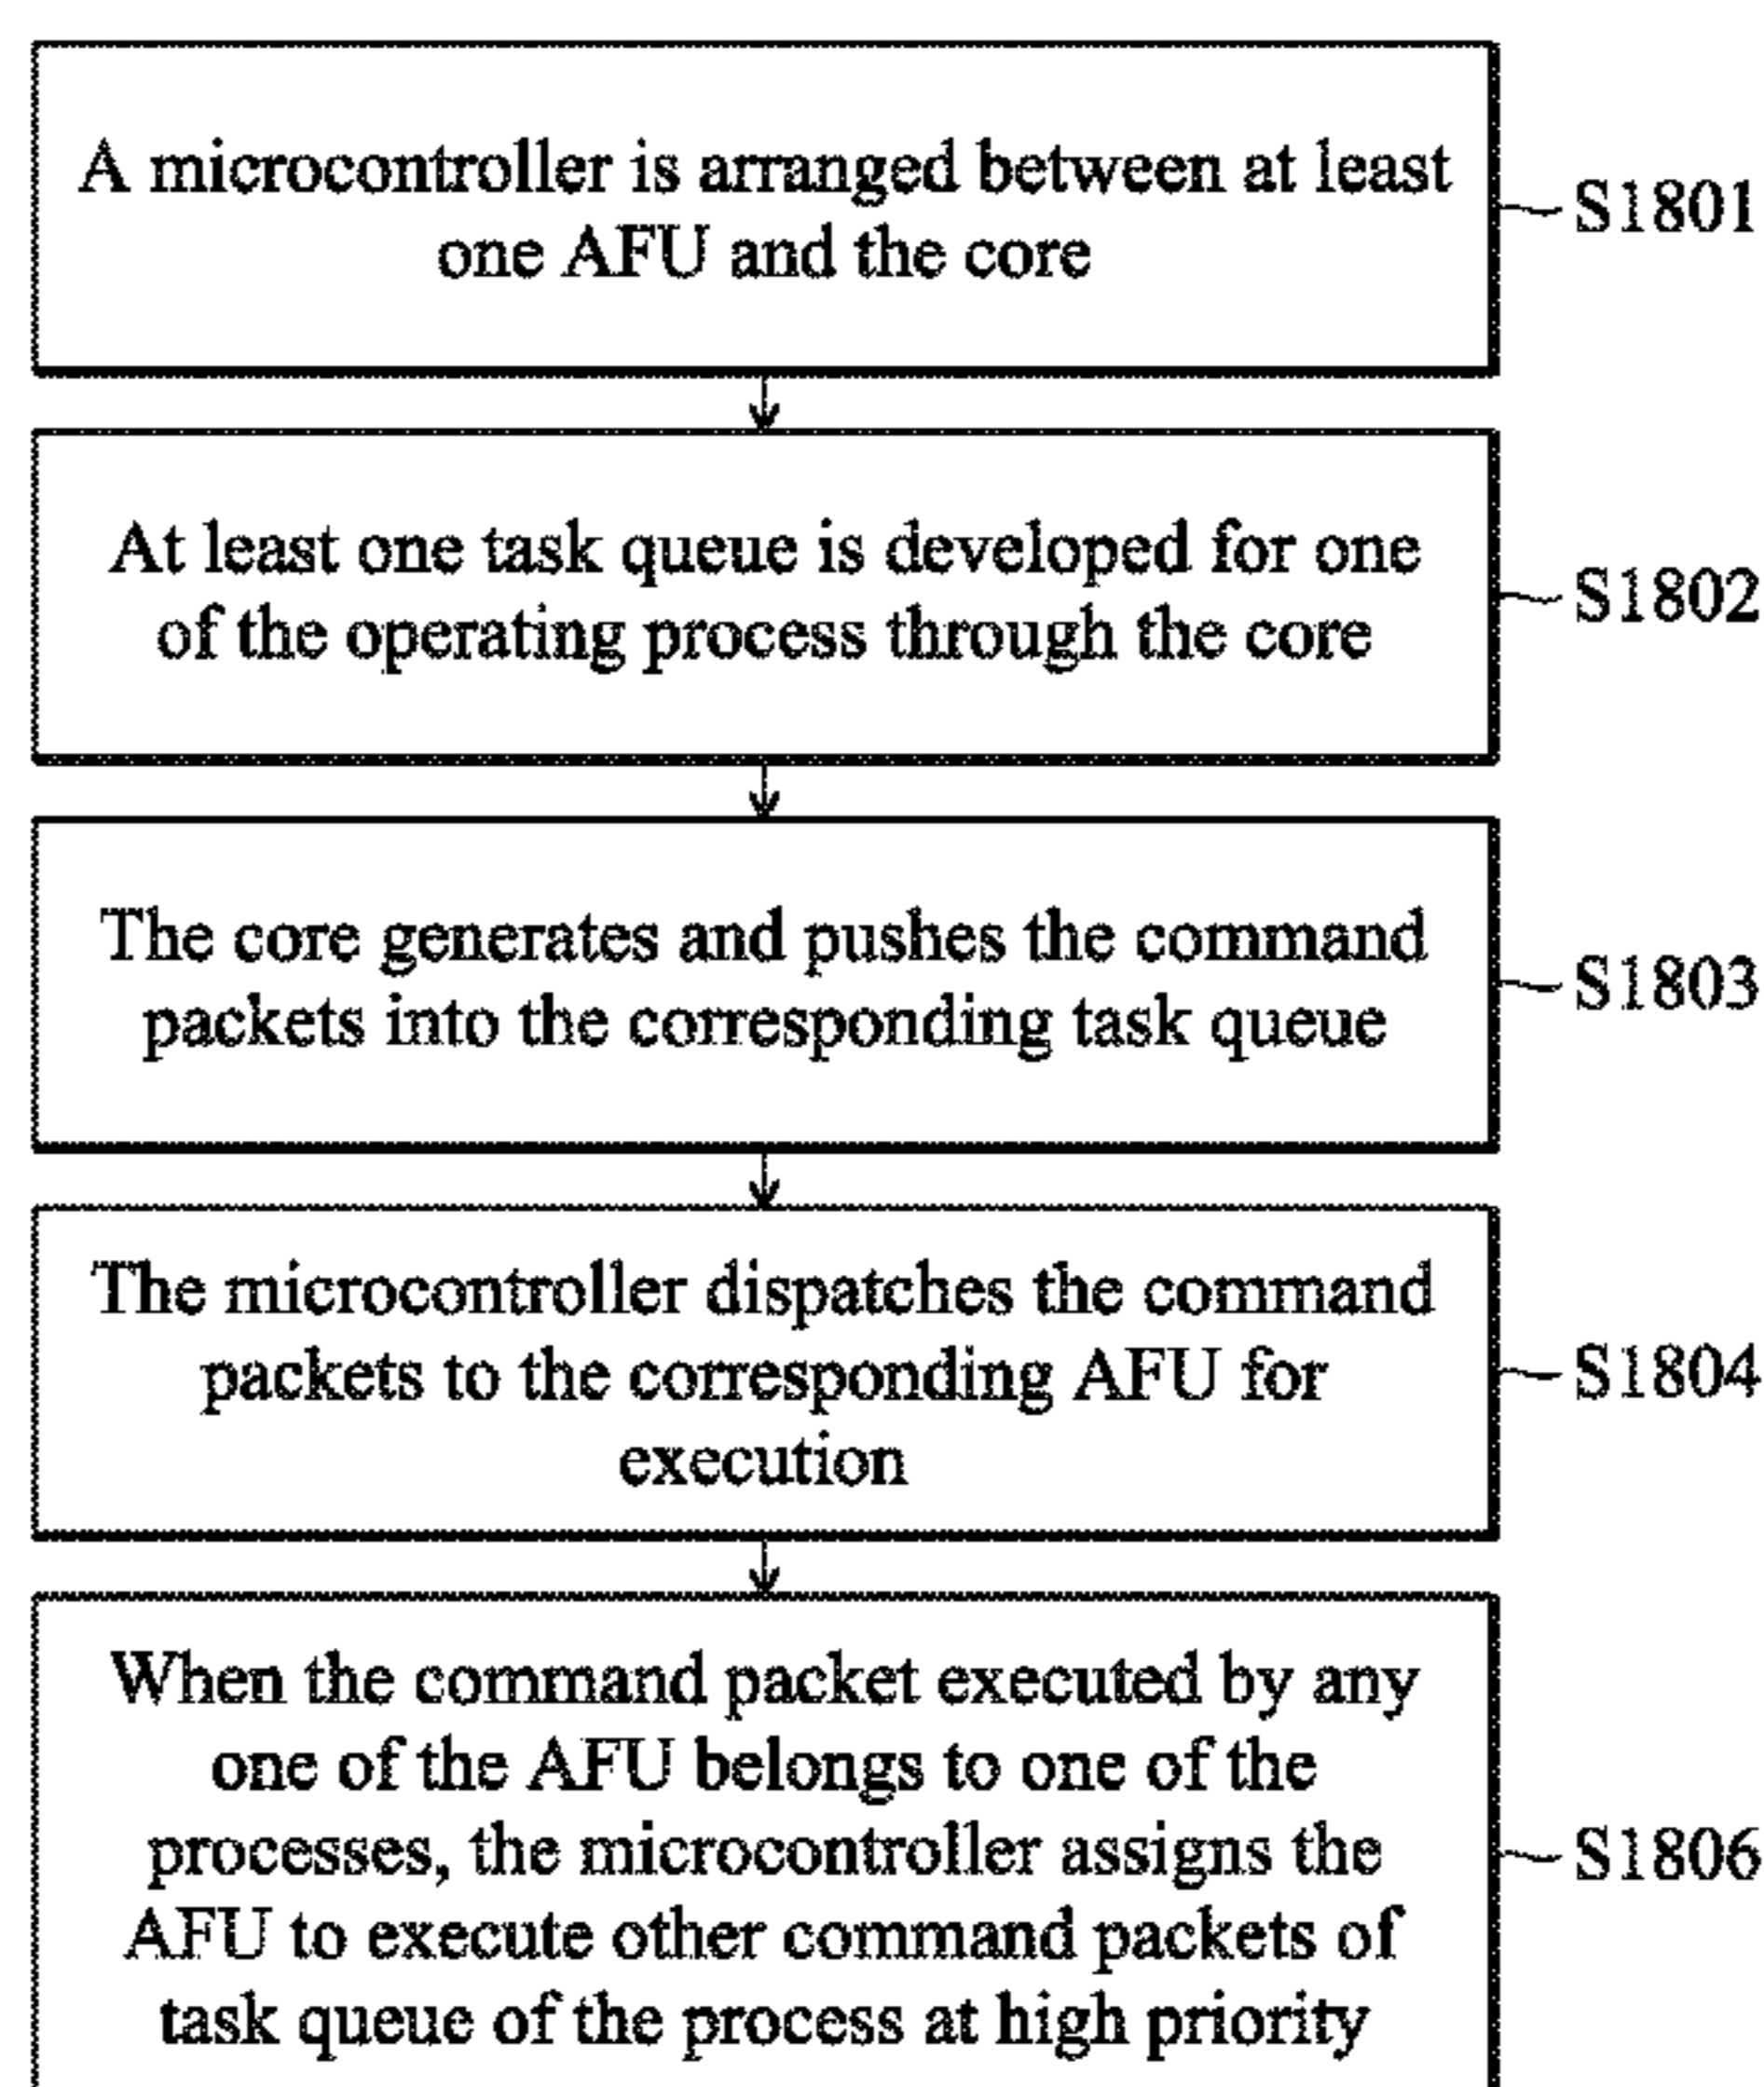 A microcontroller is arranged between at least
one AFU and the core
S1801
At least one task queue is developed for one
of the operating process through the core
S1802
The core generates and pushes the command
packets into the corresponding task queue
S1803
The microcontroller dispatches the command
packets to the corresponding AFU for
execution
S1804
When the command packet executed by any
one of the AFU belongs to one of the
processes, the microcontroller assigns the
AFU to execute other command packets of
task queue of the process at high priority
S1806